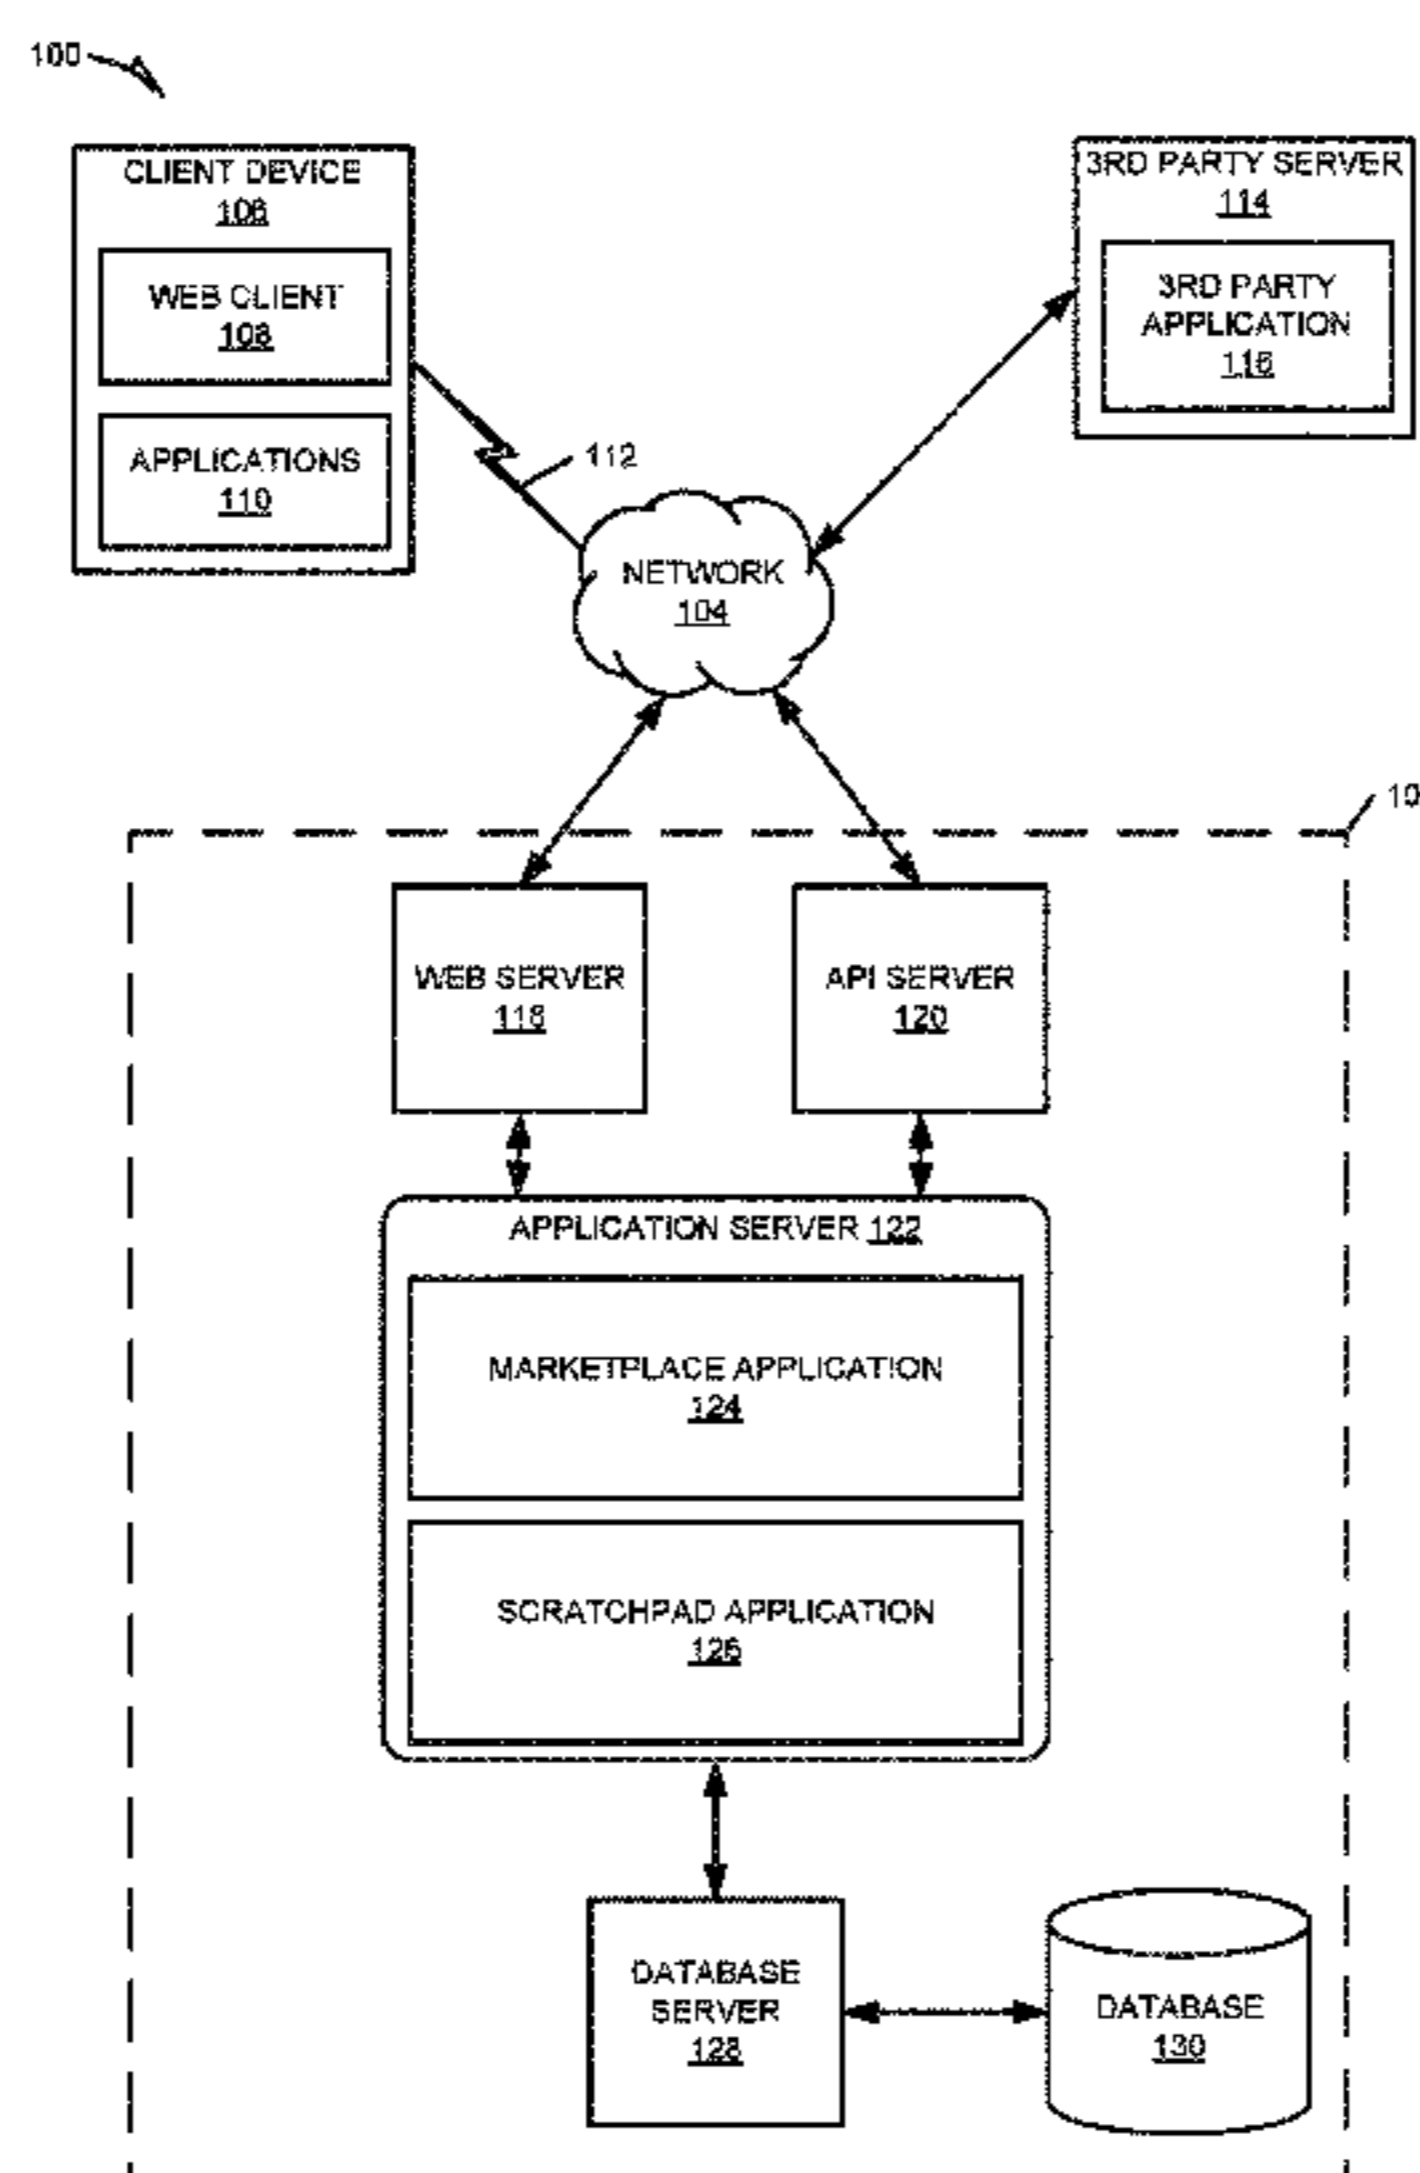 100
CLIENT DEVICE
106
WEB CLIENT
108
APPLICATIONS
110
3RD PARTY SERVER
114
3RD PARTY
APPLICATION
116
112
NETWORK
104
10
WEB SERVER
118
API SERVER
120
APPLICATION SERVER 122
MARKETPLACE APPLICATION
124
SCRATCHPAD APPLICATION
126
DATABASE
SERVER
128
DATABASE
130